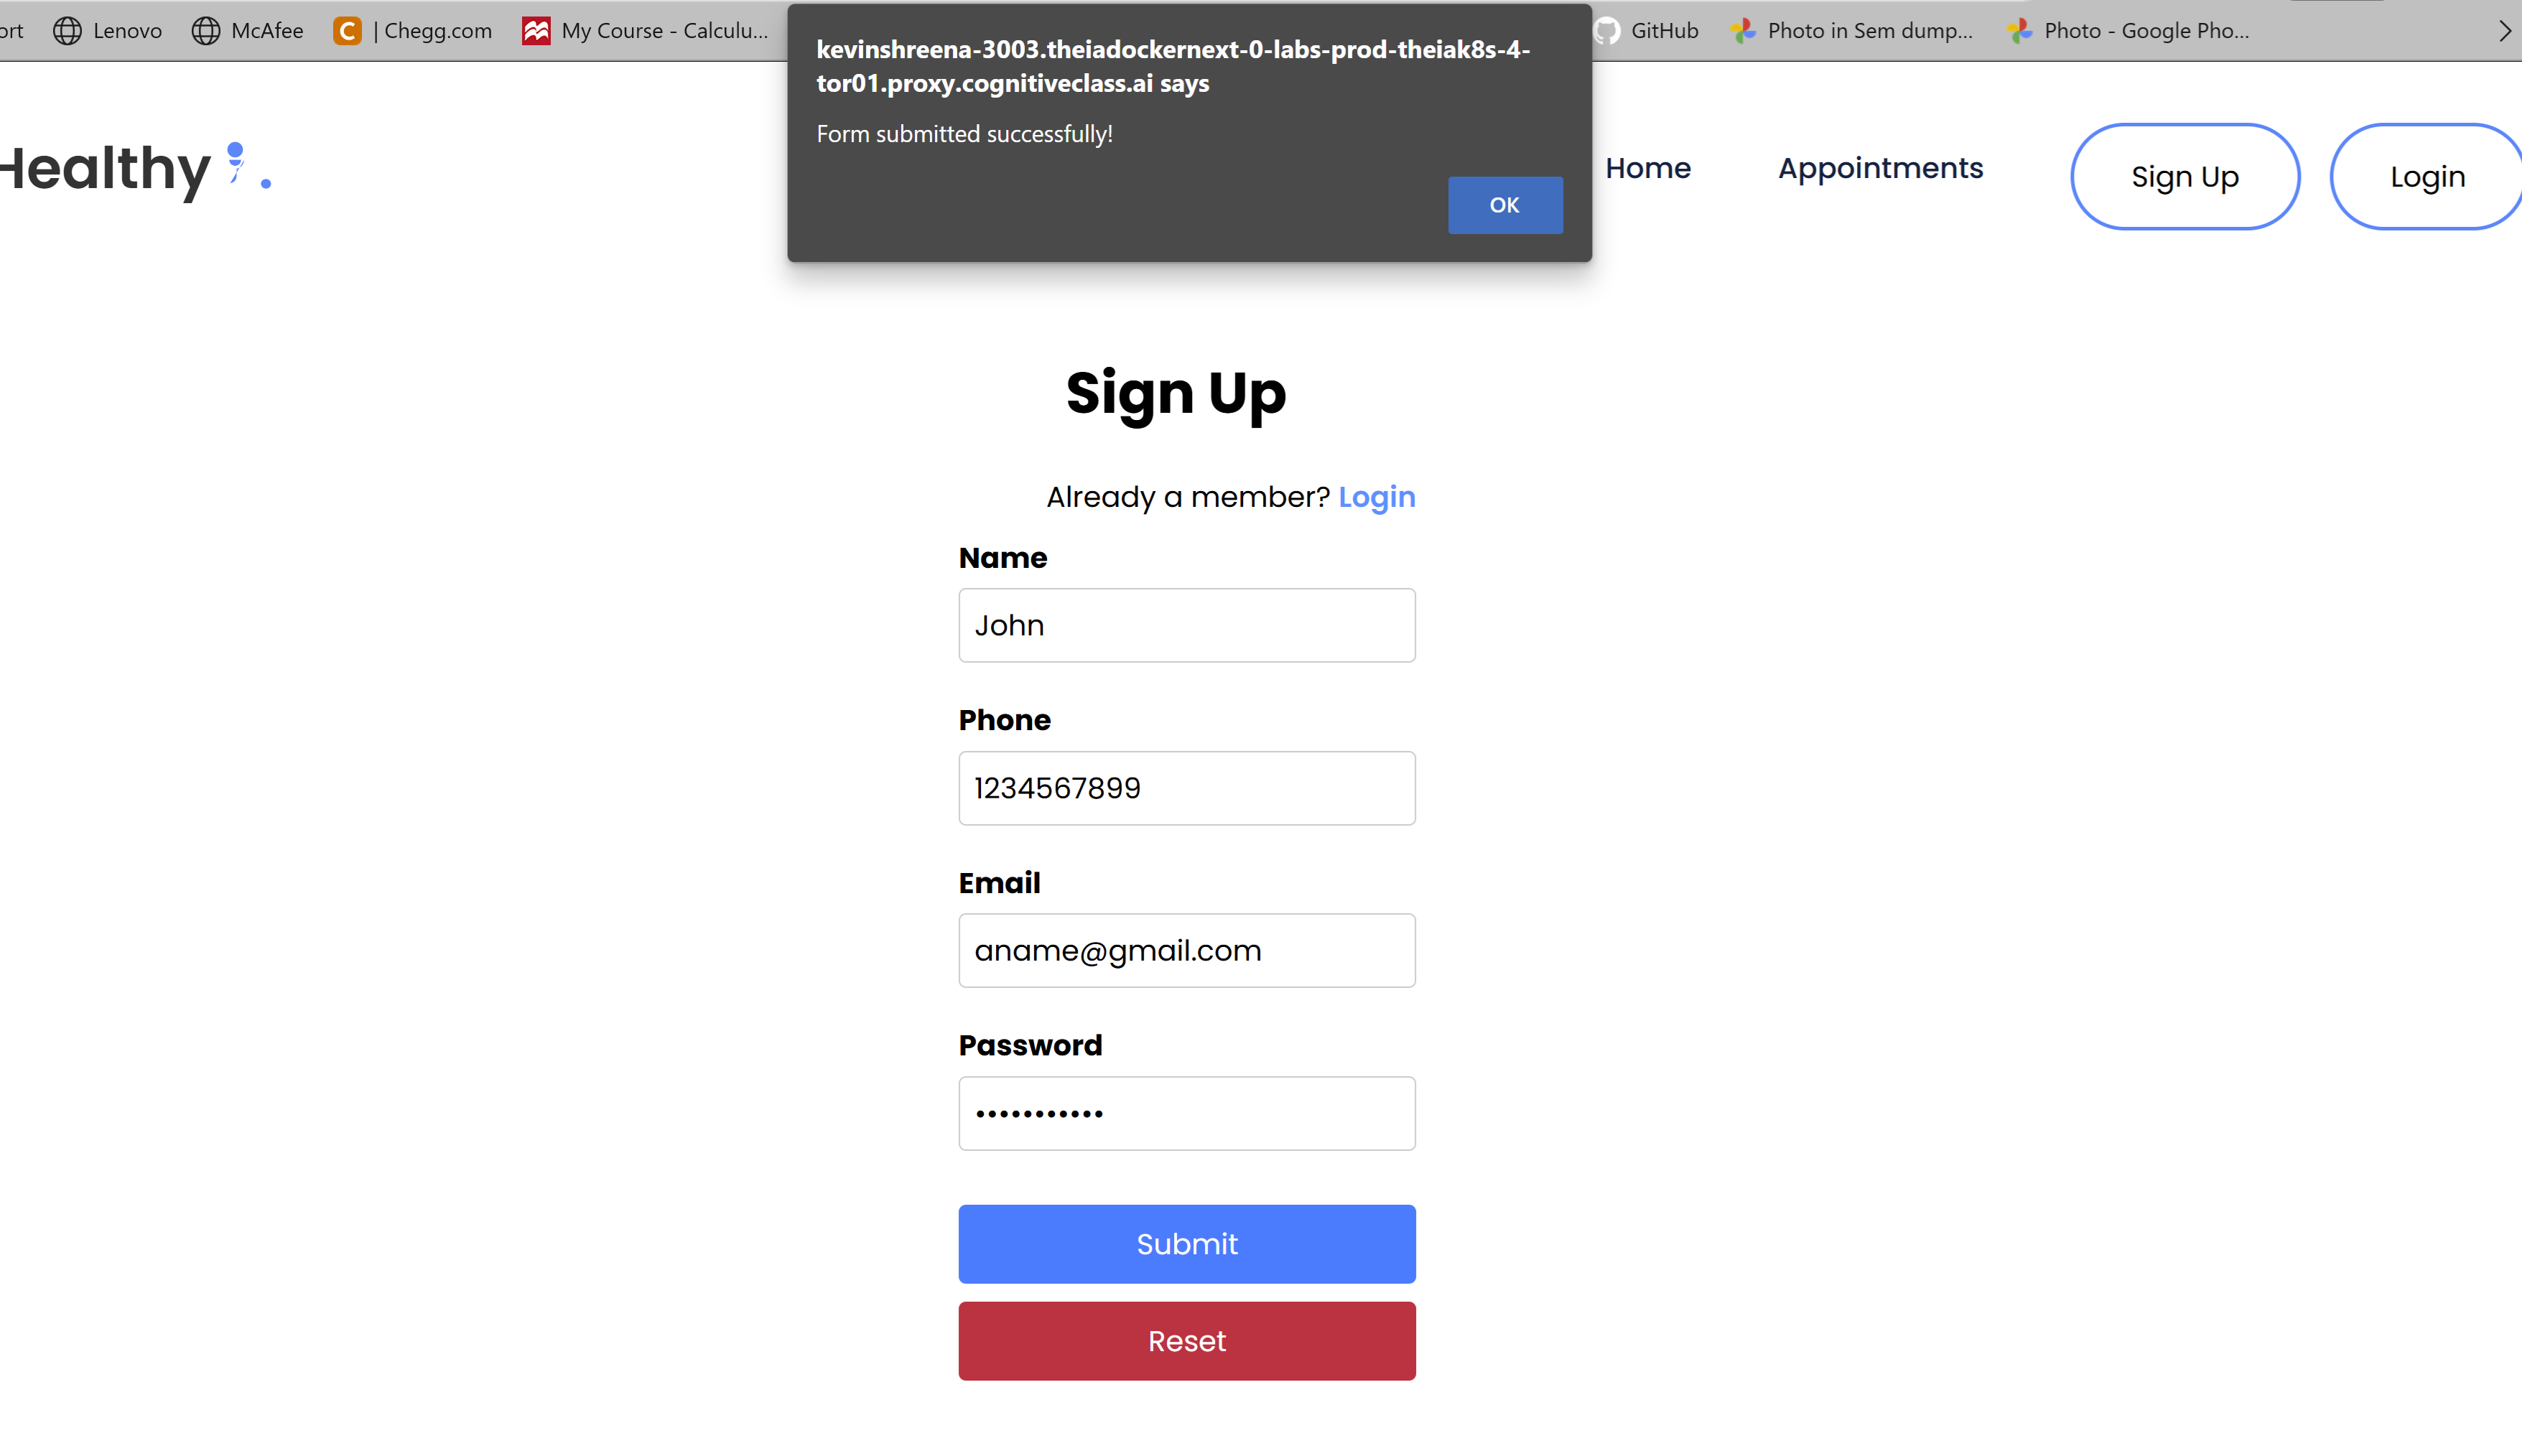 ort Lenovo McAfee | Chegg.com My Course - Calculu... GitHub Photo in Sem dump... Photo - Google Pho...
kevinshreena-3003.theiadockernext-0-labs-prod-theiak8s-4-
tor01.proxy.cognitiveclass.ai says
Form submitted successfully!
OK
Healthy .
Home Appointments Sign Up Login
Sign Up
Already a member? Login
Name
John
Phone
1234567899
Email
aname@gmail.com
Password
•••••••••••
Submit
Reset